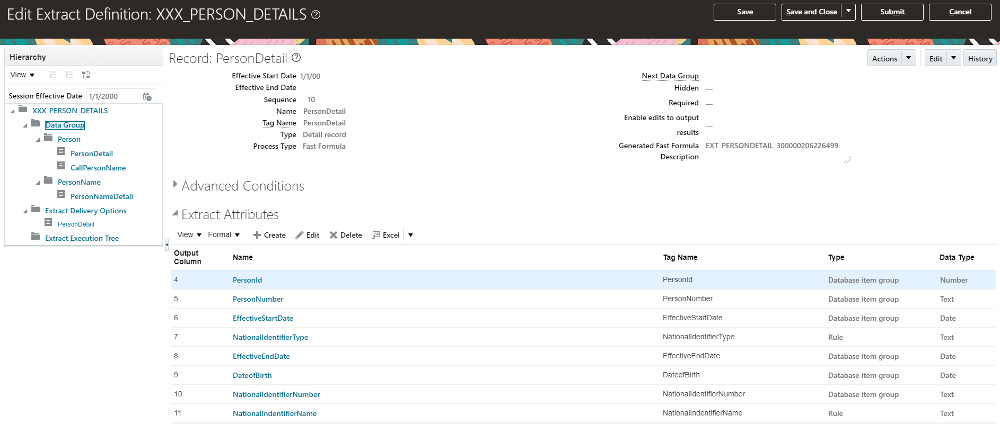 Edit Extract Definition: XXX_PERSON_DETAILS
Save
Save and Close
Submit
Cancel
Hierarchy
View
Session Effective Date 1/1/2000
XXX_PERSON_DETAILS
Data Group
Person
PersonDetail
CallPersonName
PersonName
PersonNameDetail
Extract Delivery Options
PersonDetail
Extract Execution Tree
Record: PersonDetail
Actions
Edit
History
Effective Start Date 1/1/00
Effective End Date
Sequence 10
Name PersonDetail
Tag Name PersonDetail
Type Detail record
Process Type Fast Formula
Next Data Group
Hidden
Required
Enable edits to output
results
Generated Fast Formula EXT_PERSONDETAIL_300000206226499
Description
Advanced Conditions
Extract Attributes
View Format Create Edit Delete Excel
Output
Column Name Tag Name Type Data Type
4 PersonId PersonId Database item group Number
5 PersonNumber PersonNumber Database item group Text
6 EffectiveStartDate EffectiveStartDate Database item group Date
7 NationalIdentifierType NationalIdentifierType Rule Text
8 EffectiveEndDate EffectiveEndDate Database item group Date
9 DateofBirth DateofBirth Database item group Date
10 NationalIdentifierNumber NationalIdentifierNumber Database item group Text
11 NationalIndentifierName NationalIndentifierName Rule Text